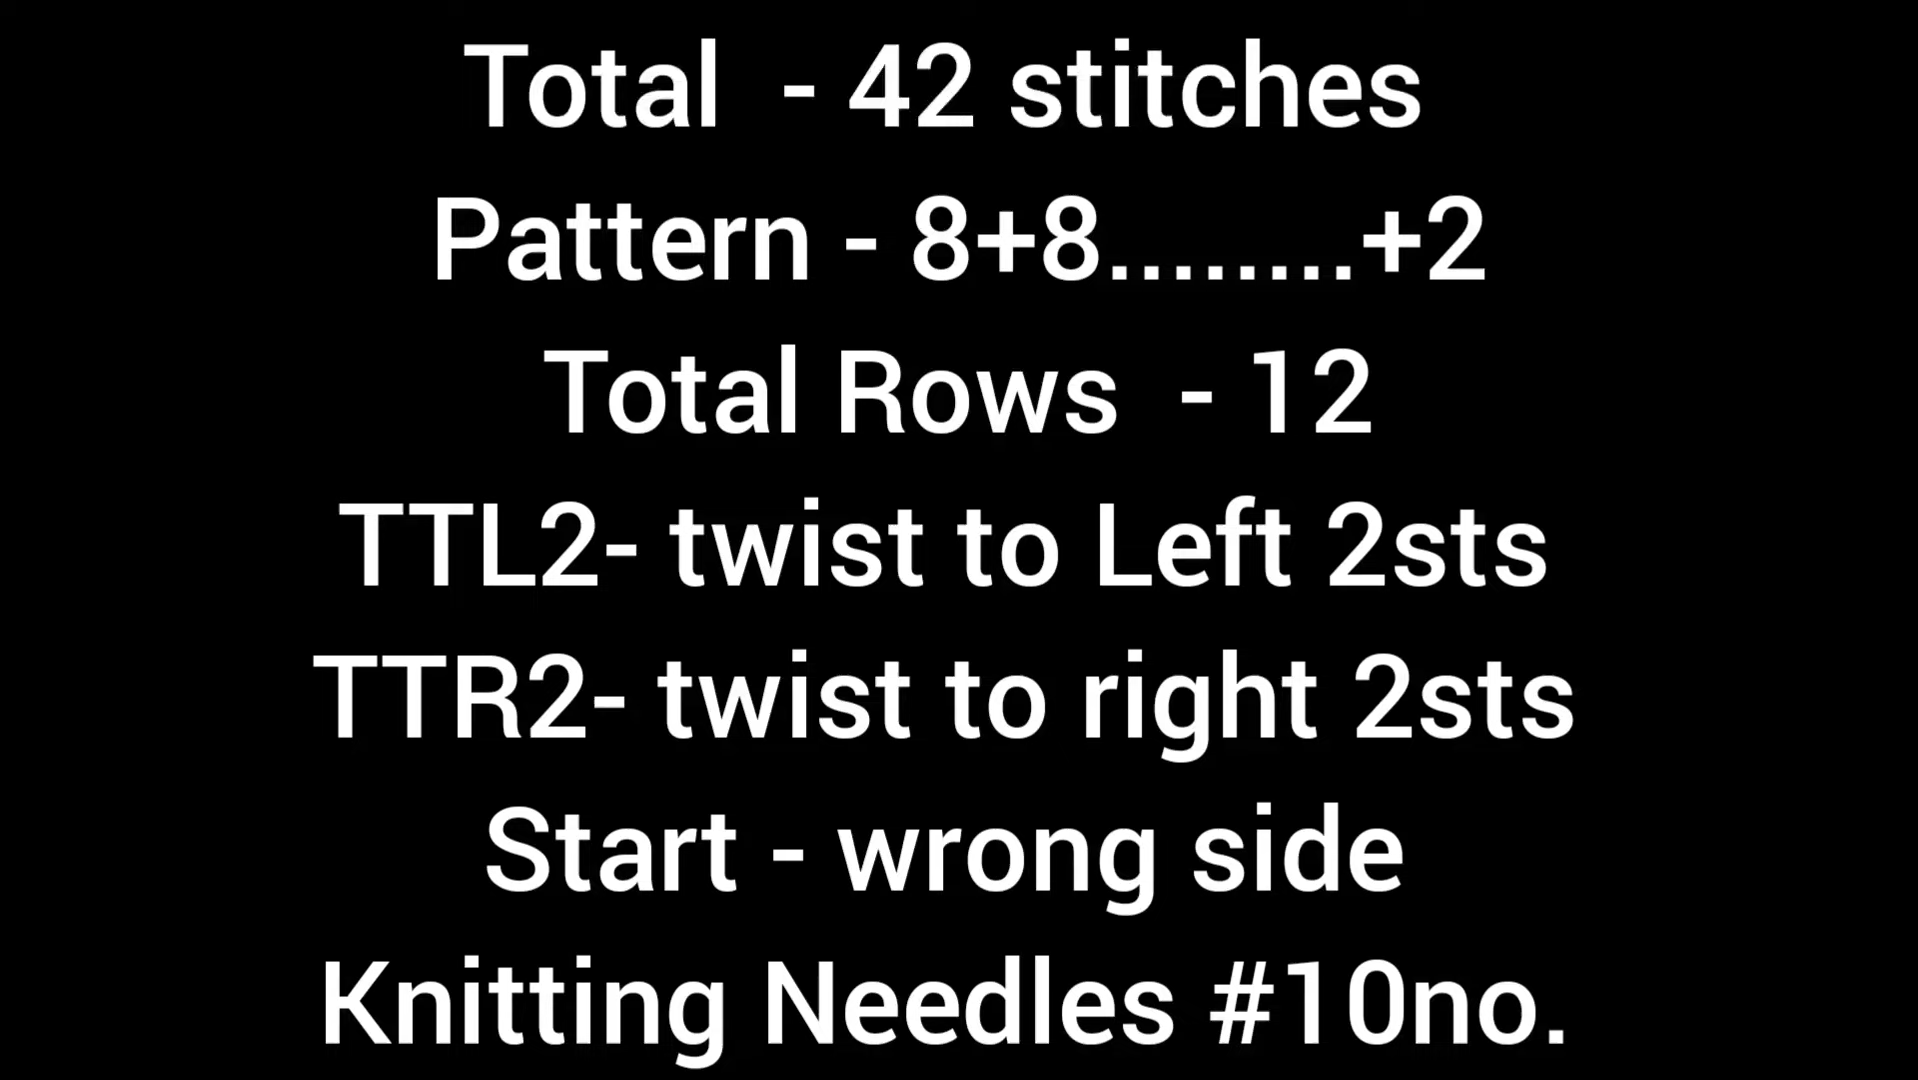 Total - 42 stitches
Pattern - 8+8........+2
Total Rows - 12
TTL2- twist to Left 2sts
TTR2- twist to right 2sts
Start - wrong side
Knitting Needles #10no.